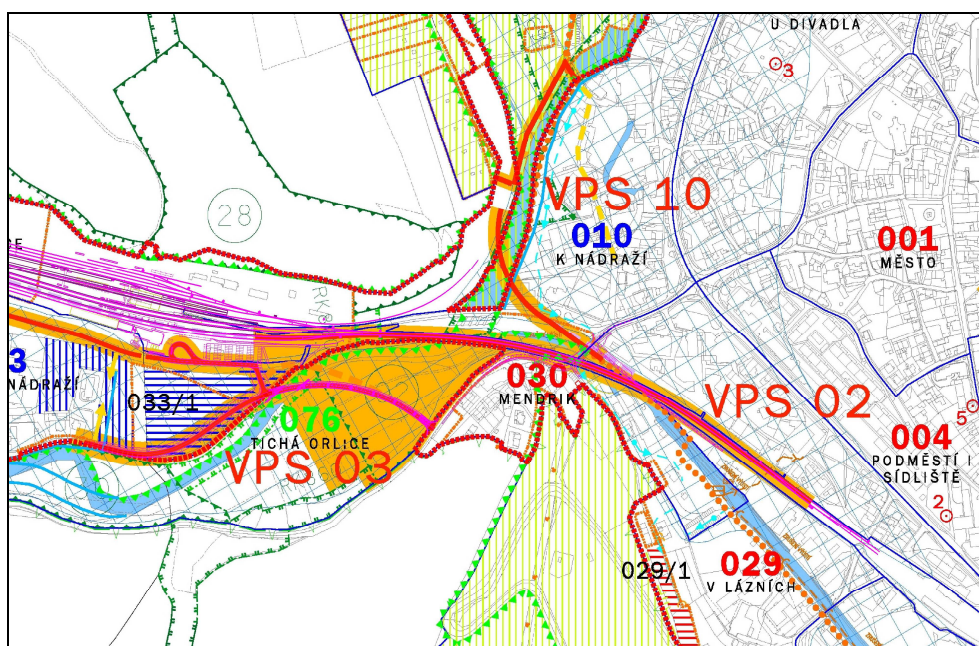 U DIVADLA
3
28
VPS 10
010
K NÁDRAŽÍ
001
MĚSTO
3
NÁDRAŽÍ
033/1
076
TICHÁ ORLICE
VPS 03
030
MENDRIK
VPS 02
5
004
PODMĚSTÍ I
SÍDLIŠTĚ
2
029/1
029
V LÁZNÍCH